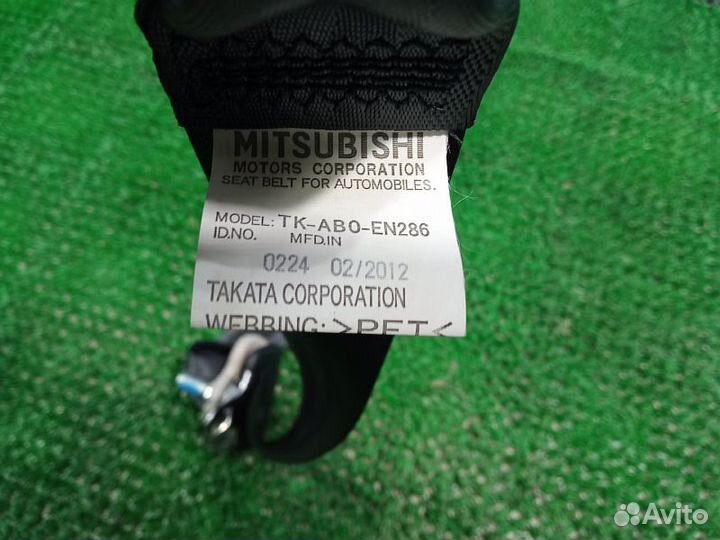 MITSUBISHI
MOTORS CORPORATION
SEAT BELT FOR AUTOMOBILES.
MODEL: TK-ABO-EN286
ID.NO. MFD.IN
0224 02/2012
TAKATA CORPORATION
WEBBING: >PET<
Avito